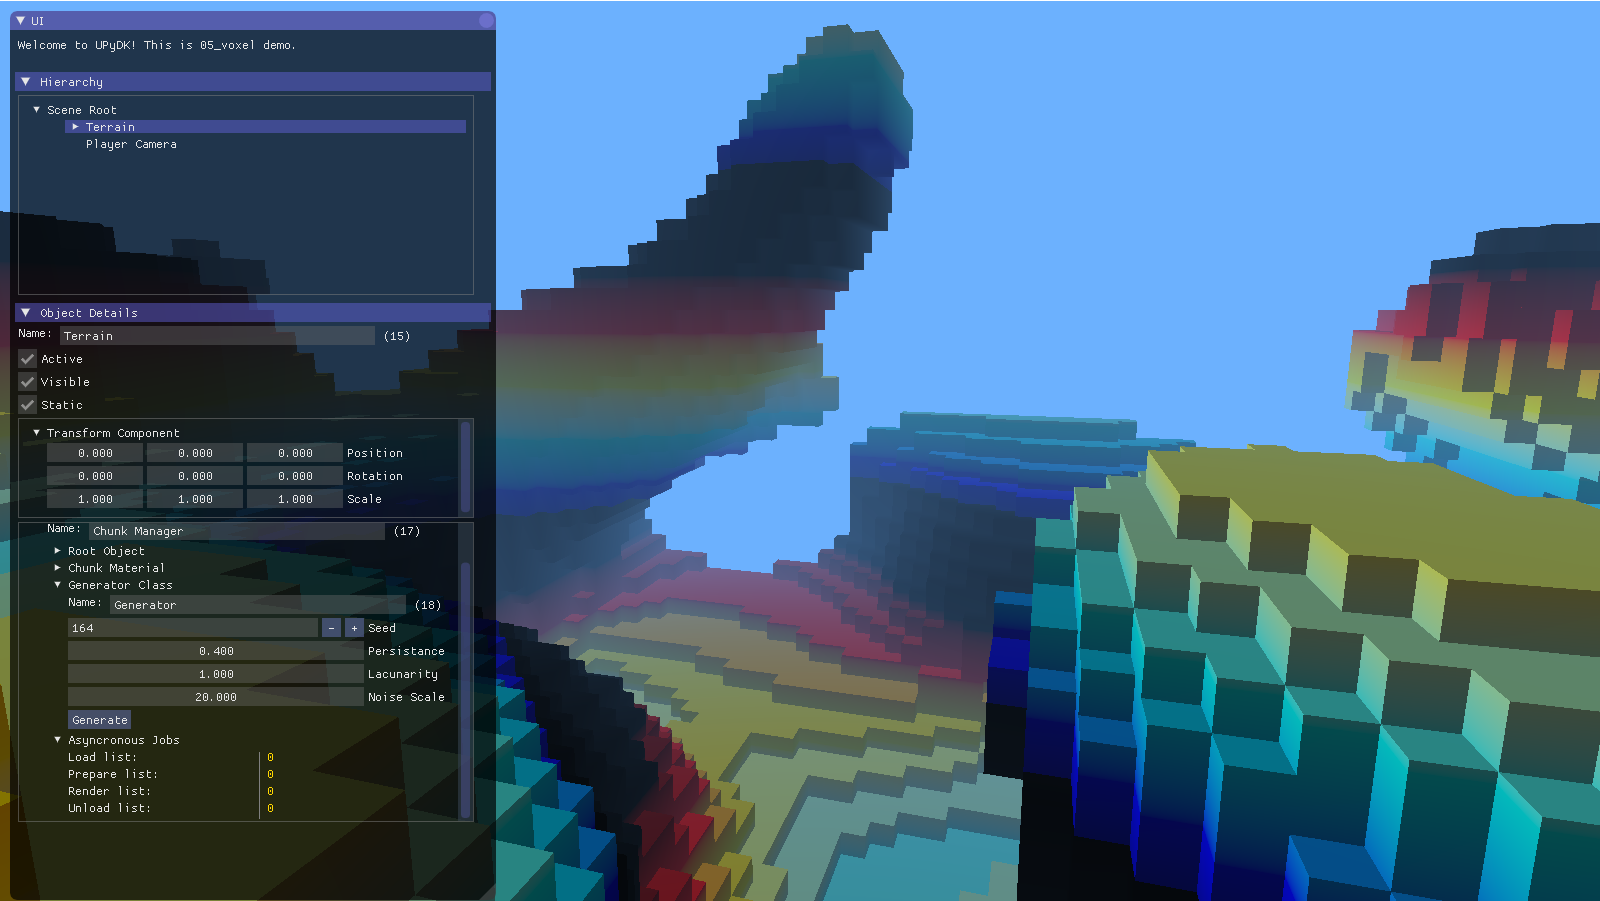 UI
Welcome to UPyDK! This is 05_voxel demo.
Hierarchy
Scene Root
Terrain
Player Camera
Object Details
Name: Terrain (15)
Active
Visible
Static
Transform Component
0.000 0.000 0.000 Position
0.000 0.000 0.000 Rotation
1.000 1.000 1.000 Scale
Name: Chunk Manager (17)
Root Object
Chunk Material
Generator Class
Name: Generator (18)
164 - + Seed
0.400 Persistance
1.000 Lacunarity
20.000 Noise Scale
Generate
Asyncronous Jobs
Load list: 0
Prepare list: 0
Render list: 0
Unload list: 0